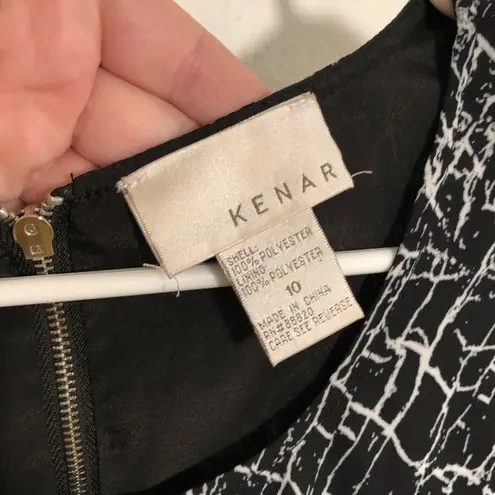 KENAR
SHELL:
100% POLYESTER
LINING:
100% POLYESTER
10
MADE IN CHINA
RN#88820
CARE SEE REVERSE